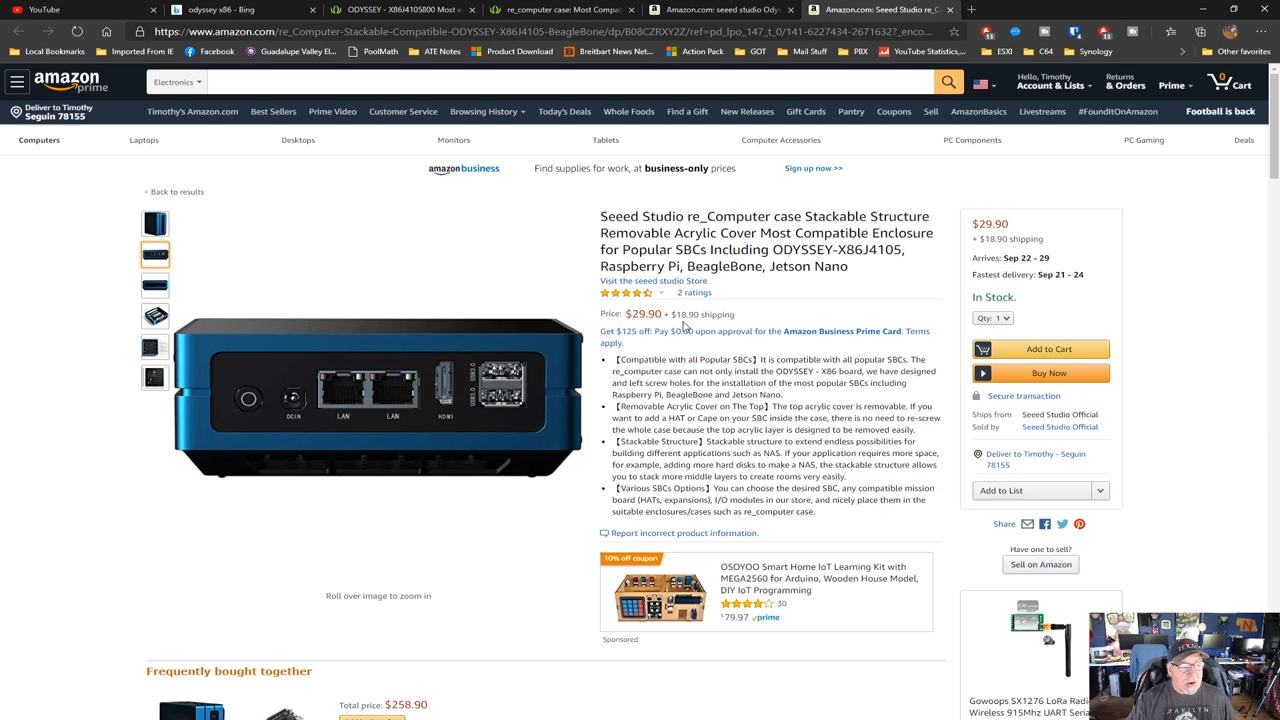 YouTube
odyssey x86 - Bing
ODYSSEY - X86J4105800 Most e
re_computer case: Most Compat
Amazon.com: seeed studio Odys
Amazon.com: Seeed Studio re_C
https://www.amazon.com/re_Computer-Stackable-Compatible-ODYSSEY-X86J4105-BeagleBone/dp/B08CZRXY2Z/ref=pd_lpo_147_t_0/141-6227434-2671632?_enco...
Local Bookmarks
Imported From IE
Facebook
Guadalupe Valley El...
PoolMath
ATE Notes
Product Download
Breitbart News Net...
Action Pack
GOT
Mail Stuff
PBX
YouTube Statistics,...
ESXI
C64
Synology
Other favorites
amazon prime
Electronics
Hello, Timothy
Account & Lists
Returns
& Orders
Prime
0
Cart
Deliver to Timothy
Seguin 78155
Timothy's Amazon.com
Best Sellers
Prime Video
Customer Service
Browsing History
Today's Deals
Whole Foods
Find a Gift
New Releases
Gift Cards
Pantry
Coupons
Sell
AmazonBasics
Livestreams
#FoundItOnAmazon
Football is back
Computers
Laptops
Desktops
Monitors
Tablets
Computer Accessories
PC Components
PC Gaming
Deals
amazon business
Find supplies for work, at business-only prices
Sign up now >>
‹ Back to results
DCIN
LAN
LAN
HDMI
USB3.0
USB3.0
Roll over image to zoom in
Seeed Studio re_Computer case Stackable Structure
Removable Acrylic Cover Most Compatible Enclosure
for Popular SBCs Including ODYSSEY-X86J4105,
Raspberry Pi, BeagleBone, Jetson Nano
Visit the seeed studio Store
2 ratings
Price: $29.90 + $18.90 shipping
Get $125 off: Pay $0.00 upon approval for the Amazon Business Prime Card. Terms
apply.
• 【Compatible with all Popular SBCs】It is compatible with all popular SBCs. The
re_computer case can not only install the ODYSSEY - X86 board, we have designed
and left screw holes for the installation of the most popular SBCs including
Raspberry Pi, BeagleBone and Jetson Nano.
• 【Removable Acrylic Cover on The Top】The top acrylic cover is removable. If you
want to add a HAT or Cape on your SBC inside the case, there is no need to re-screw
the whole case because the top acrylic layer is designed to be removed easily.
• 【Stackable Structure】Stackable structure to extend endless possibilities for
building different applications such as NAS. If your application requires more space,
for example, adding more hard disks to make a NAS, the stackable structure allows
you to stack more middle layers to create rooms very easily.
• 【Various SBCs Options】You can choose the desired SBC, any compatible mission
board (HATs, expansions), I/O modules in our store, and nicely place them in the
suitable enclosures/cases such as re_computer case.
Report incorrect product information.
10% off coupon
OSOYOO Smart Home IoT Learning Kit with
MEGA2560 for Arduino, Wooden House Model,
DIY IoT Programming
30
$79.97 prime
Sponsored
$29.90
+ $18.90 shipping
Arrives: Sep 22 - 29
Fastest delivery: Sep 21 - 24
In Stock.
Qty: 1
Add to Cart
Buy Now
Secure transaction
Ships from Seeed Studio Official
Sold by Seeed Studio Official
Deliver to Timothy - Seguin
78155
Add to List
Share
Have one to sell?
Sell on Amazon
Gowoops SX1276 LoRa Radio
Wireless 915Mhz UART Seria
Frequently bought together
Total price: $258.90